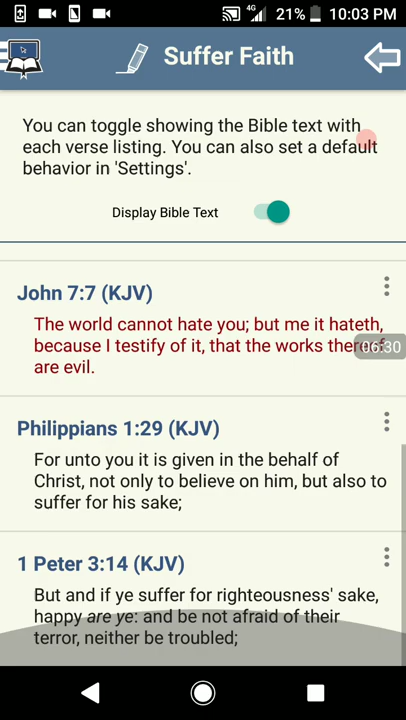 4G 21% 10:03 PM
Suffer Faith
You can toggle showing the Bible text with
each verse listing. You can also set a default
behavior in 'Settings'.
Display Bible Text
John 7:7 (KJV)
The world cannot hate you; but me it hateth,
because I testify of it, that the works thereof
are evil.
06:30
Philippians 1:29 (KJV)
For unto you it is given in the behalf of
Christ, not only to believe on him, but also to
suffer for his sake;
1 Peter 3:14 (KJV)
But and if ye suffer for righteousness' sake,
happy are ye: and be not afraid of their
terror, neither be troubled;